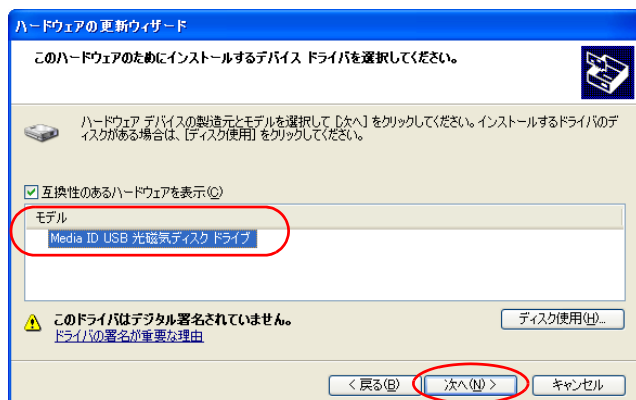 ハードウェアの更新ウィザード
このハードウェアのためにインストールするデバイス ドライバを選択してください。
ハードウェア デバイスの製造元とモデルを選択して [次へ] をクリックしてください。インストールするドライバのデ
ィスクがある場合は、[ディスク使用] をクリックしてください。
互換性のあるハードウェアを表示(C)
モデル
Media ID USB 光磁気ディスク ドライブ
このドライバはデジタル署名されていません。
ディスク使用(H)...
ドライバの署名が重要な理由
< 戻る(B)
次へ(N) >
キャンセル